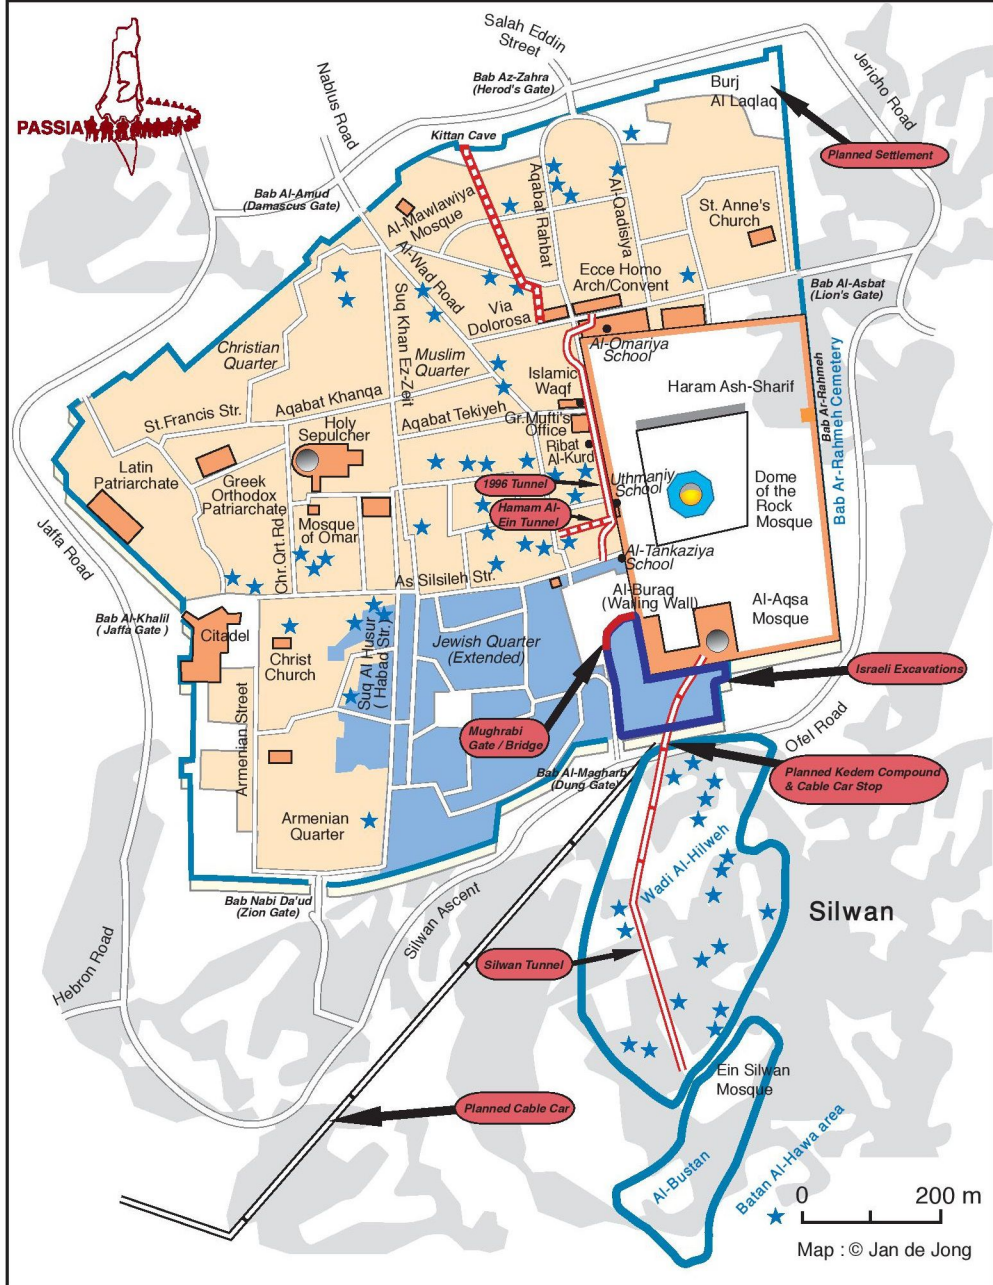 Salah Eddin
Street
Nablus Road
Bab Az-Zahra
(Herod's Gate)
Burj
Al Laqlaq
Jericho Road
PASSIA
Kittan Cave
Planned Settlement
Bab Al-Amud
(Damascus Gate)
Al-Mawlawiya
Mosque
Aqabat Rahbat
Al-Qadisiya
St. Anne's
Church
Al-Wad Road
Ecce Homo
Arch/Convent
Bab Al-Asbat
(Lion's Gate)
Suq Khan Ez-Zeit
Via
Dolorosa
Christian
Quarter
Muslim
Quarter
Al-Omariya
School
Islamic
Waqf
Haram Ash-Sharif
Bab Ar-Rahmeh
Bab Ar-Rahmeh Cemetery
St.Francis Str.
Aqabat Khanqa
Aqabat Tekiyeh
Gr.Mufti's
Office
Holy
Sepulcher
Ribat
Al-Kurd
Latin
Patriarchate
Greek
Orthodox
Patriarchate
1996 Tunnel
Uthmaniy
School
Dome
of the
Rock
Mosque
Hamam Al-
Ein Tunnel
Mosque
of Omar
Chr.Qrt.Rd
Jaffa Road
Al-Tankaziya
School
As Silsileh Str.
Al-Buraq
(Wailing Wall)
Al-Aqsa
Mosque
Bab Al-Khalil
( Jaffa Gate )
Citadel
Suq Al Husur
( Habad Str.)
Jewish Quarter
(Extended)
Christ
Church
Israeli Excavations
Armenian Street
Mughrabi
Gate / Bridge
Ofel Road
Bab Al-Magharb
(Dung Gate)
Planned Kedem Compound
& Cable Car Stop
Armenian
Quarter
Wadi Al-Hilweh
Bab Nabi Da'ud
(Zion Gate)
Silwan Ascent
Silwan
Hebron Road
Silwan Tunnel
Ein Silwan
Mosque
Planned Cable Car
Al-Bustan
Batan Al-Hawa area
0 200 m
Map : © Jan de Jong